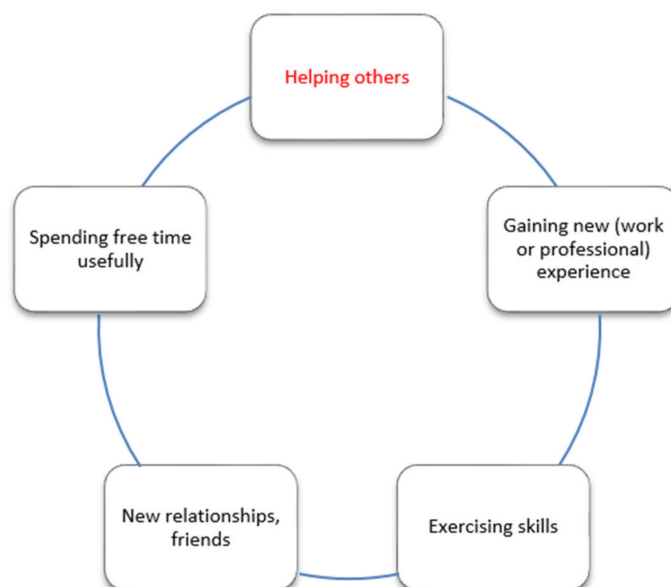 Helping others
Gaining new (work
or professional)
experience
Exercising skills
New relationships,
friends
Spending free time
usefully